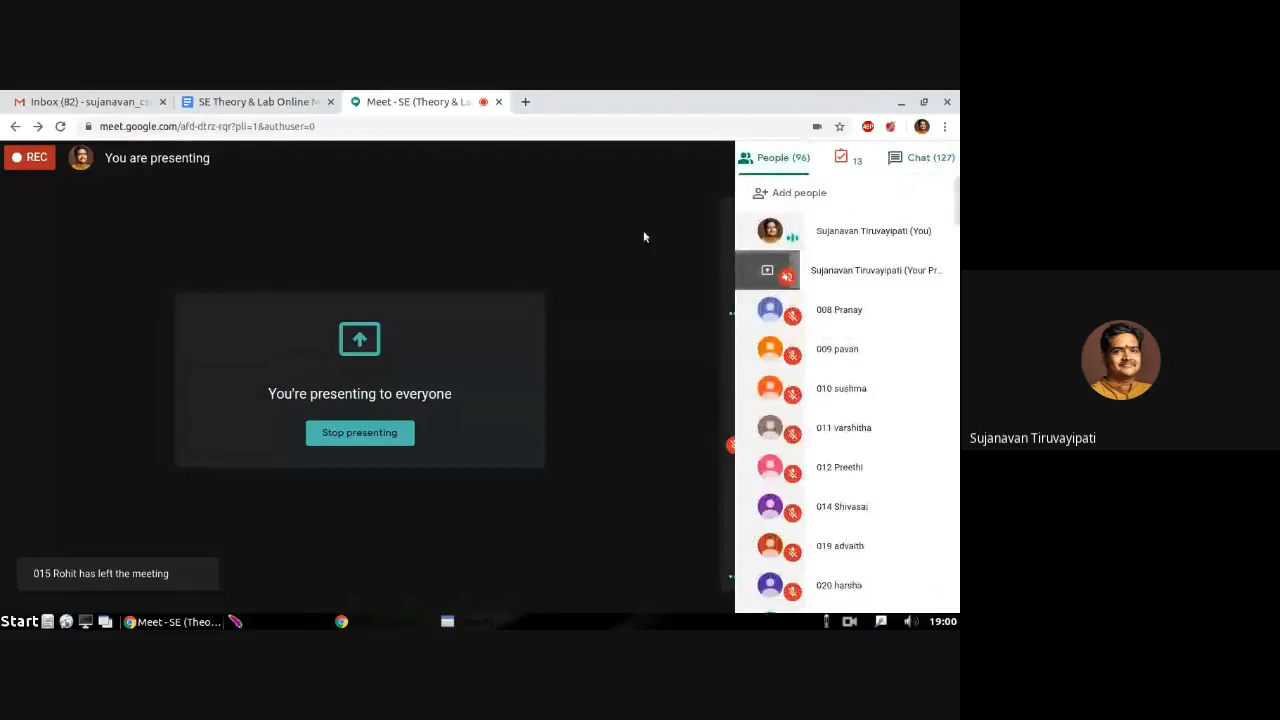 Inbox (82) - sujanavan_cs
SE Theory & Lab Online M
Meet - SE (Theory & La
meet.google.com/afd-dtrz-rqr?pli=1&authuser=0
ABP
REC
You are presenting
People (96)
13
Chat (127)
Add people
Sujanavan Tiruvayipati (You)
Sujanavan Tiruvayipati (Your Pr...
008 Pranay
009 pavan
010 sushma
011 varshitha
012 Preethi
014 Shivasai
019 advaith
020 harsha
You're presenting to everyone
Stop presenting
015 Rohit has left the meeting
Sujanavan Tiruvayipati
Start
Meet - SE (Theo...
19:00